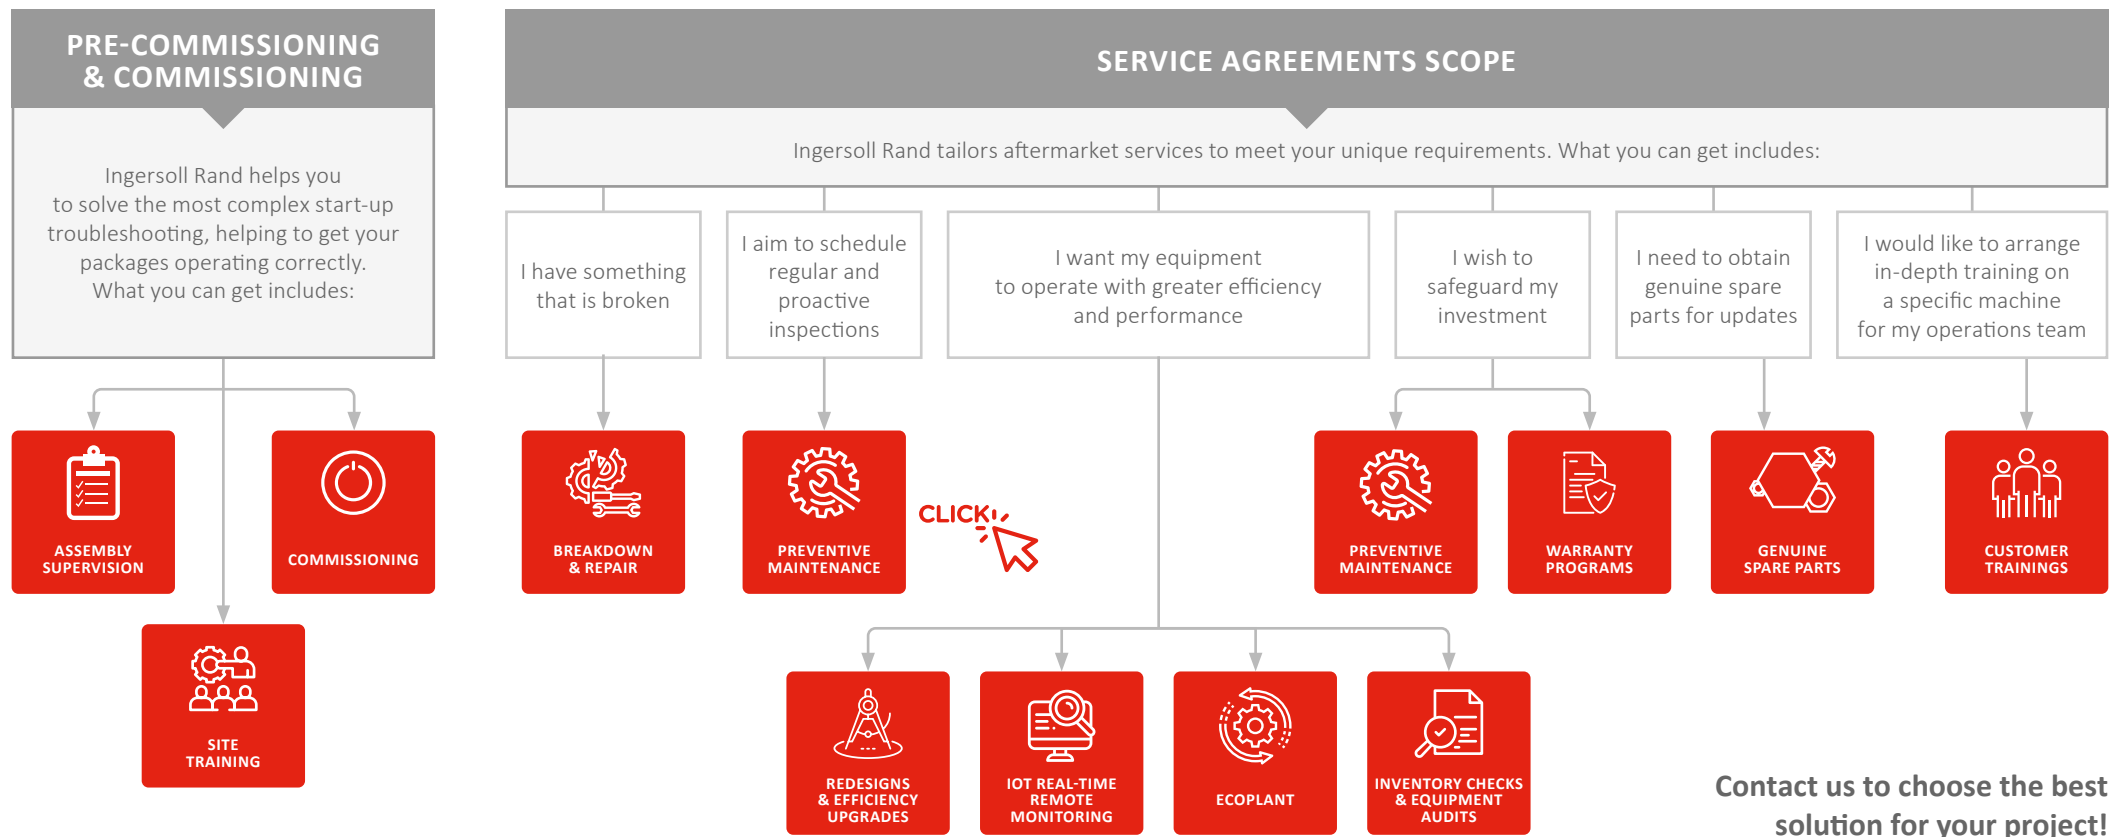 PRE-COMMISSIONING
& COMMISSIONING
Ingersoll Rand helps you
to solve the most complex start-up
troubleshooting, helping to get your
packages operating correctly.
What you can get includes:
ASSEMBLY
SUPERVISION
COMMISSIONING
SITE
TRAINING
SERVICE AGREEMENTS SCOPE
Ingersoll Rand tailors aftermarket services to meet your unique requirements. What you can get includes:
I have something
that is broken
I aim to schedule
regular and
proactive
inspections
I want my equipment
to operate with greater efficiency
and performance
I wish to
safeguard my
investment
I need to obtain
genuine spare
parts for updates
I would like to arrange
in-depth training on
a specific machine
for my operations team
BREAKDOWN
& REPAIR
PREVENTIVE
MAINTENANCE
CLICK
PREVENTIVE
MAINTENANCE
WARRANTY
PROGRAMS
GENUINE
SPARE PARTS
CUSTOMER
TRAININGS
REDESIGNS
& EFFICIENCY
UPGRADES
IOT REAL-TIME
REMOTE
MONITORING
ECOPLANT
INVENTORY CHECKS
& EQUIPMENT
AUDITS
Contact us to choose the best
solution for your project!